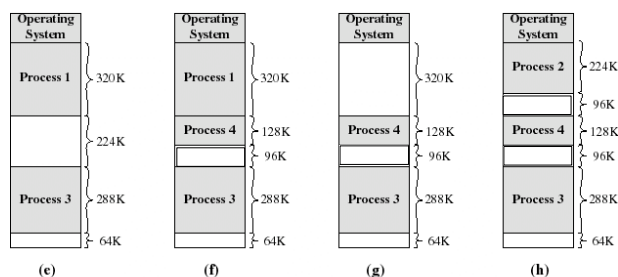 Operating
System
Process 1
320K
224K
Process 3
288K
64K
(e)
Operating
System
Process 1
320K
Process 4
128K
96K
Process 3
288K
64K
(f)
Operating
System
320K
Process 4
128K
96K
Process 3
288K
64K
(g)
Operating
System
Process 2
224K
96K
Process 4
128K
96K
Process 3
288K
64K
(h)